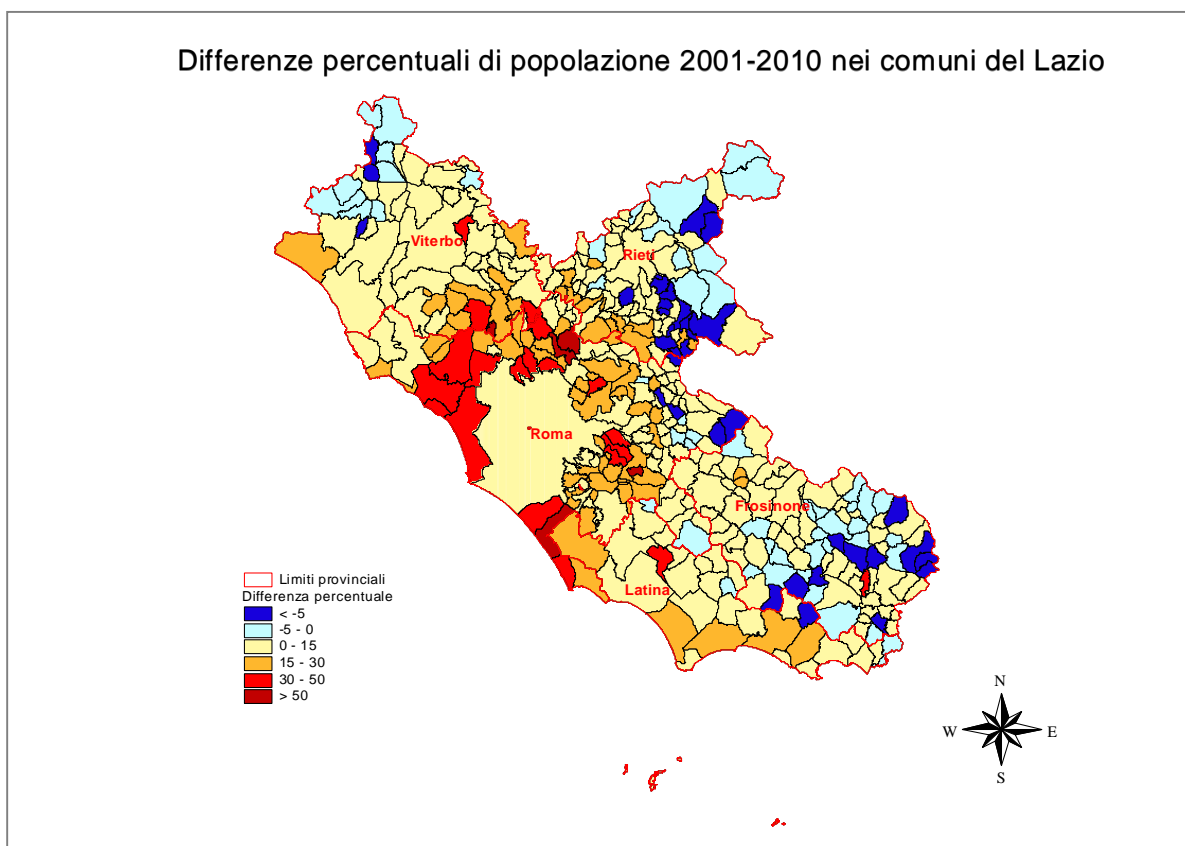 Differenze percentuali di popolazione 2001-2010 nei comuni del Lazio
Viterbo
Rieti
Roma
Frosinone
Latina
Limiti provinciali
Differenza percentuale
< -5
-5 - 0
0 - 15
15 - 30
30 - 50
> 50
N
W
E
S